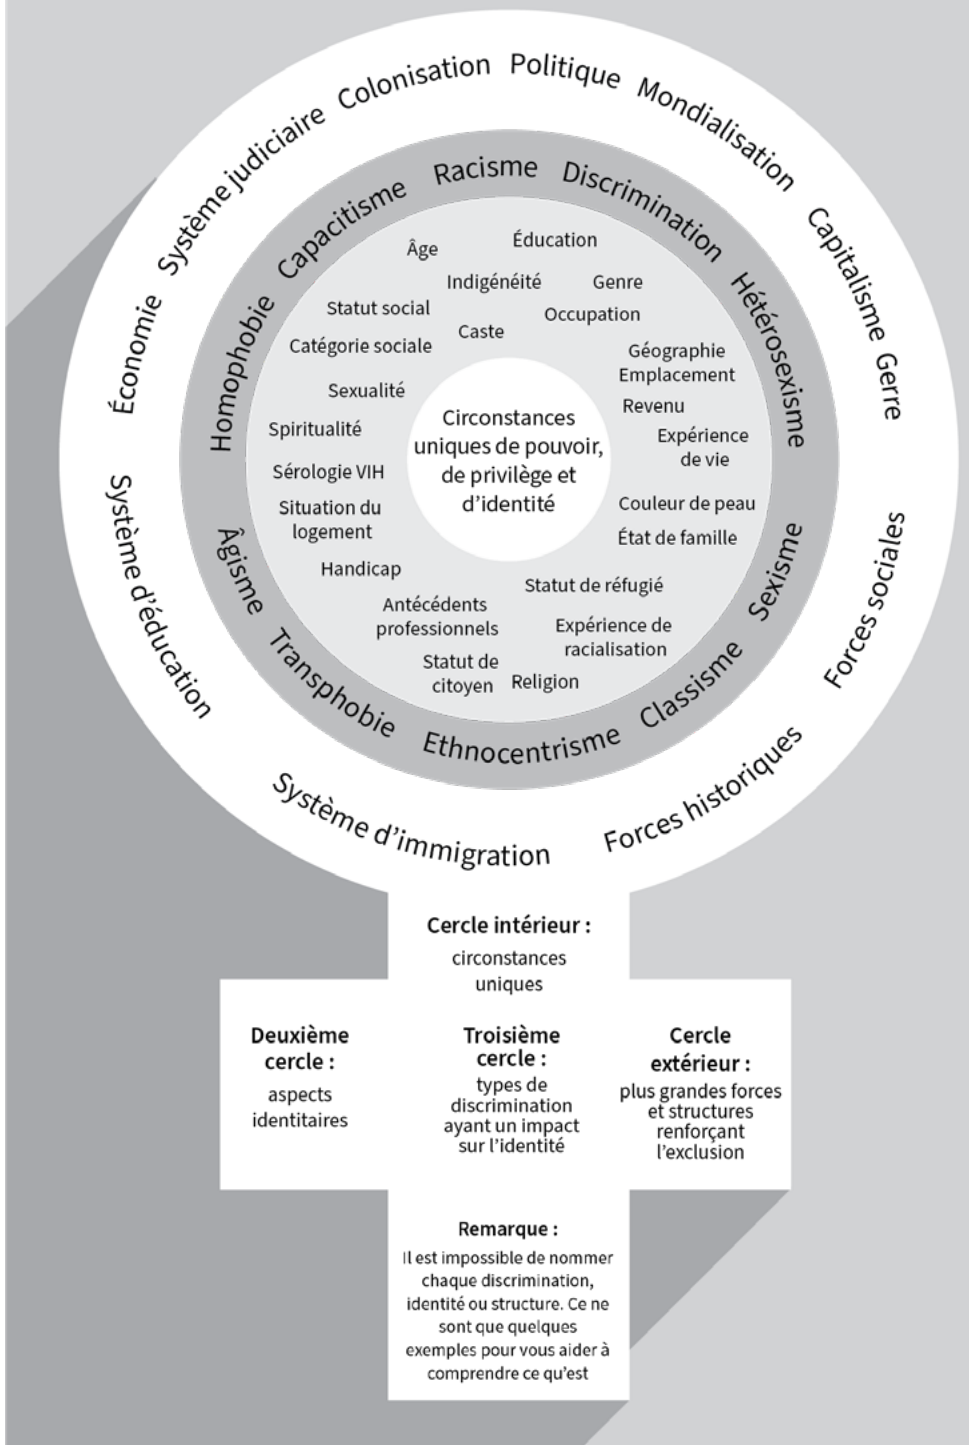 Économie
Système judiciaire
Colonisation
Politique
Mondialisation
Capitalisme
Gerre
Forces sociales
Forces historiques
Système d'immigration
Système d'éducation
Homophobie
Capacitisme
Racisme
Discrimination
Hétérosexisme
Sexisme
Classisme
Ethnocentrisme
Transphobie
Âgisme
Âge
Éducation
Indigénéité
Genre
Statut social
Occupation
Caste
Catégorie sociale
Géographie
Emplacement
Sexualité
Revenu
Spiritualité
Expérience
de vie
Sérologie VIH
Couleur de peau
Situation du
logement
État de famille
Handicap
Statut de réfugié
Antécédents
professionnels
Expérience de
racialisation
Statut de
citoyen
Religion
Circonstances
uniques de pouvoir,
de privilège et
d'identité
Cercle intérieur :
circonstances
uniques
Deuxième
cercle :
aspects
identitaires
Troisième
cercle :
types de
discrimination
ayant un impact
sur l'identité
Cercle
extérieur :
plus grandes forces
et structures
renforçant
l'exclusion
Remarque :
Il est impossible de nommer
chaque discrimination,
identité ou structure. Ce ne
sont que quelques
exemples pour vous aider à
comprendre ce qu'est